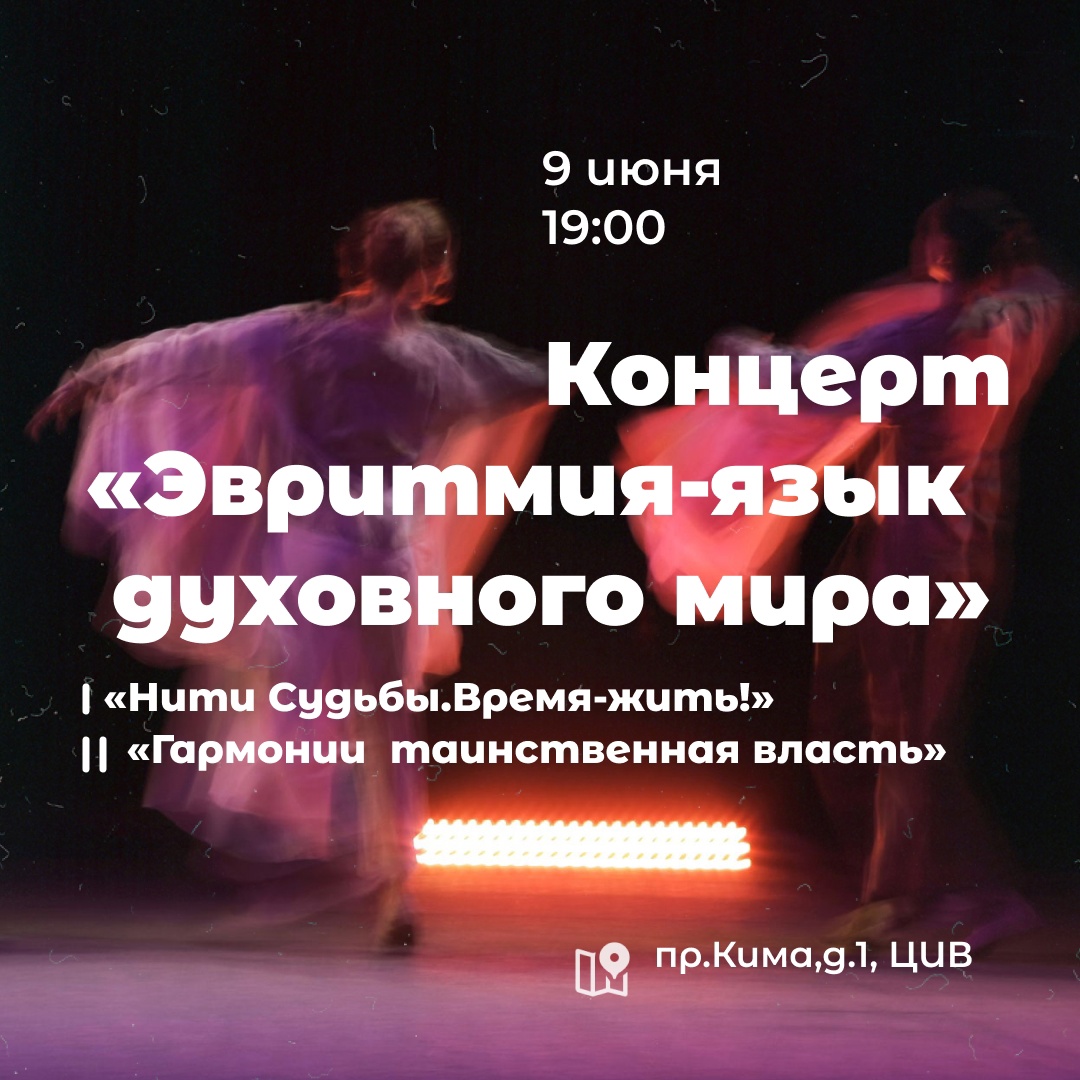 9 июня
19:00
Концерт
«Эвритмия-язык
духовного мира»
I «Нити Судьбы.Время-жить!»
II «Гармонии таинственная власть»
пр.Кима,д.1, ЦИВ